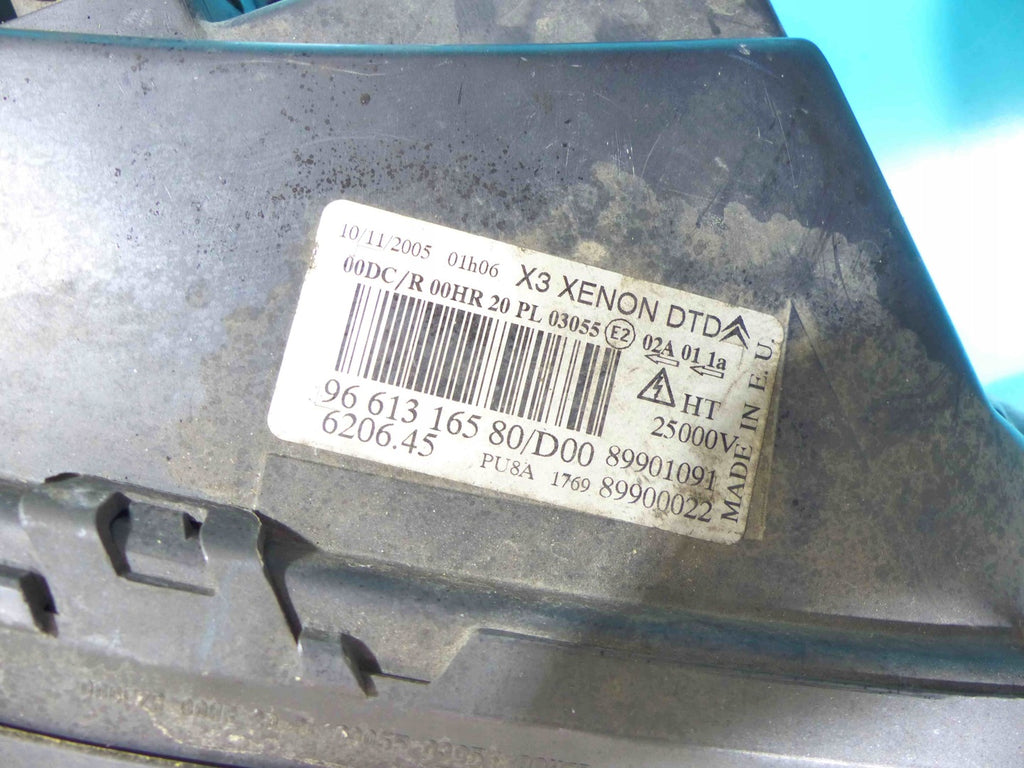 10/11/2005 01h06 X3 XENON DTD
00DC/R 00HR 20 PL 03055 E2 02A 01 1a
HT
25000V
96 613 165 80/D00 89901091
6206.45 PU8A 1769 89900022
MADE IN E.U.